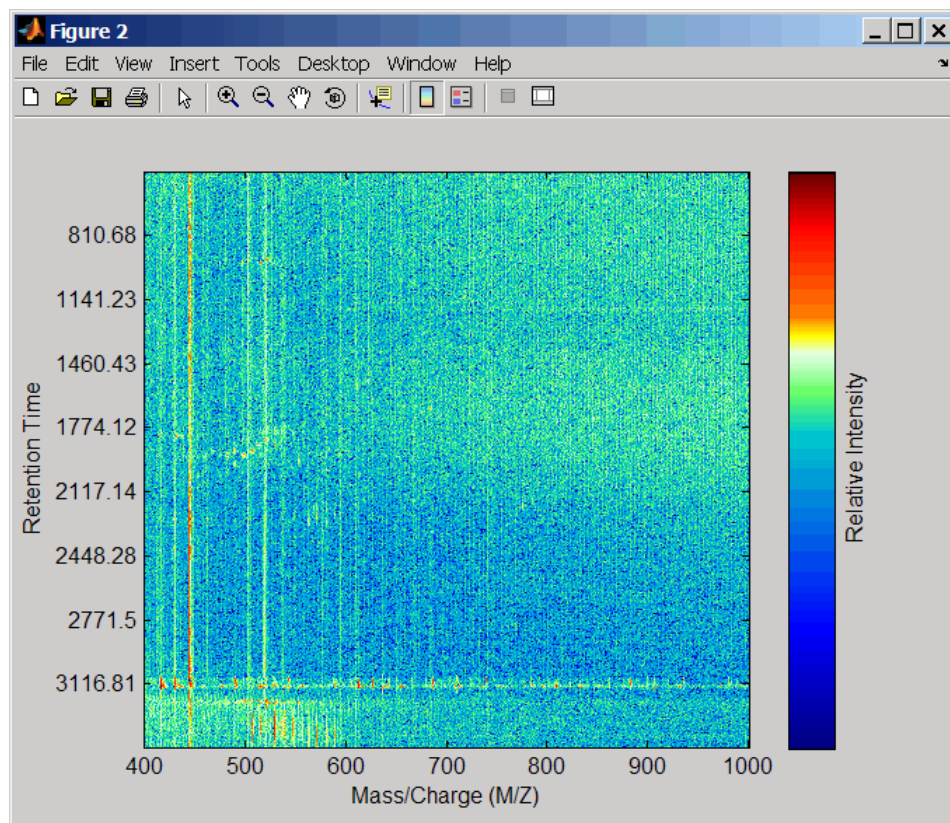 Figure 2
File Edit View Insert Tools Desktop Window Help
810.68
1141.23
1460.43
1774.12
2117.14
2448.28
2771.5
3116.81
Retention Time
400 500 600 700 800 900 1000
Mass/Charge (M/Z)
Relative Intensity